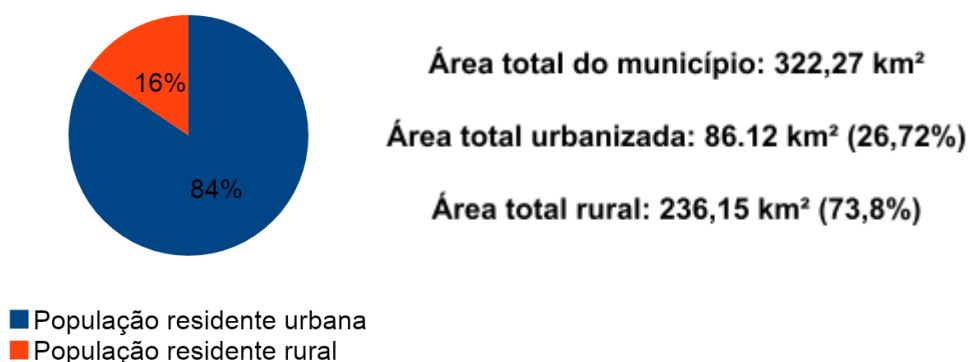 16%
84%
Área total do município: 322,27 km²
Área total urbanizada: 86.12 km² (26,72%)
Área total rural: 236,15 km² (73,8%)
População residente urbana
População residente rural